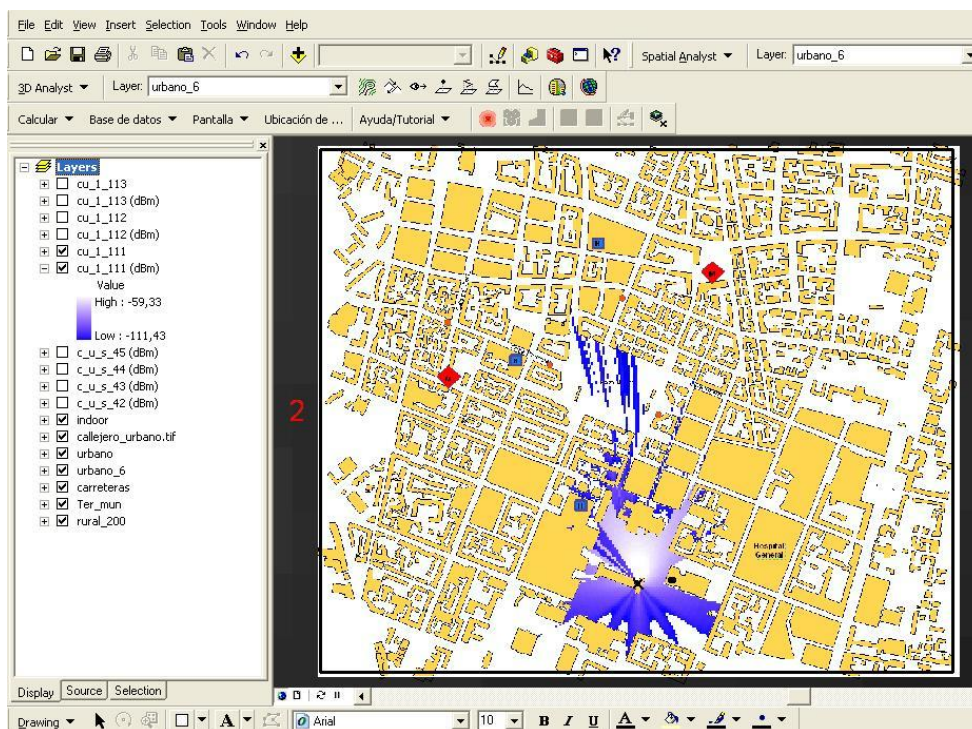 File Edit View Insert Selection Tools Window Help
Spatial Analyst Layer: urbano_6
3D Analyst Layer: urbano_6
Calcular Base de datos Pantalla Ubicación de ... Ayuda/Tutorial
Layers
cu_1_113
cu_1_113 (dBm)
cu_1_112
cu_1_112 (dBm)
cu_1_111
cu_1_111 (dBm)
Value
High : -59,33
Low : -111,43
c_u_s_45 (dBm)
c_u_s_44 (dBm)
c_u_s_43 (dBm)
c_u_s_42 (dBm)
indoor
callejero_urbano.tif
urbano
urbano_6
carreteras
Ter_mun
rural_200
2
Hospital
General
Display Source Selection
Drawing A Arial 10 B I U A